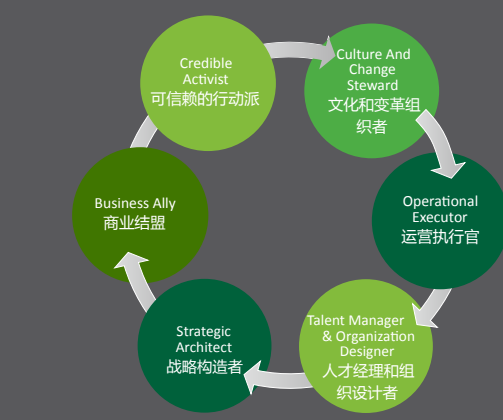 Credible
Activist
可信赖的行动派
Culture And
Change
Steward
文化和变革组
织者
Operational
Executor
运营执行官
Talent Manager
& Organization
Designer
人才经理和组
织设计者
Strategic
Architect
战略构造者
Business Ally
商业结盟